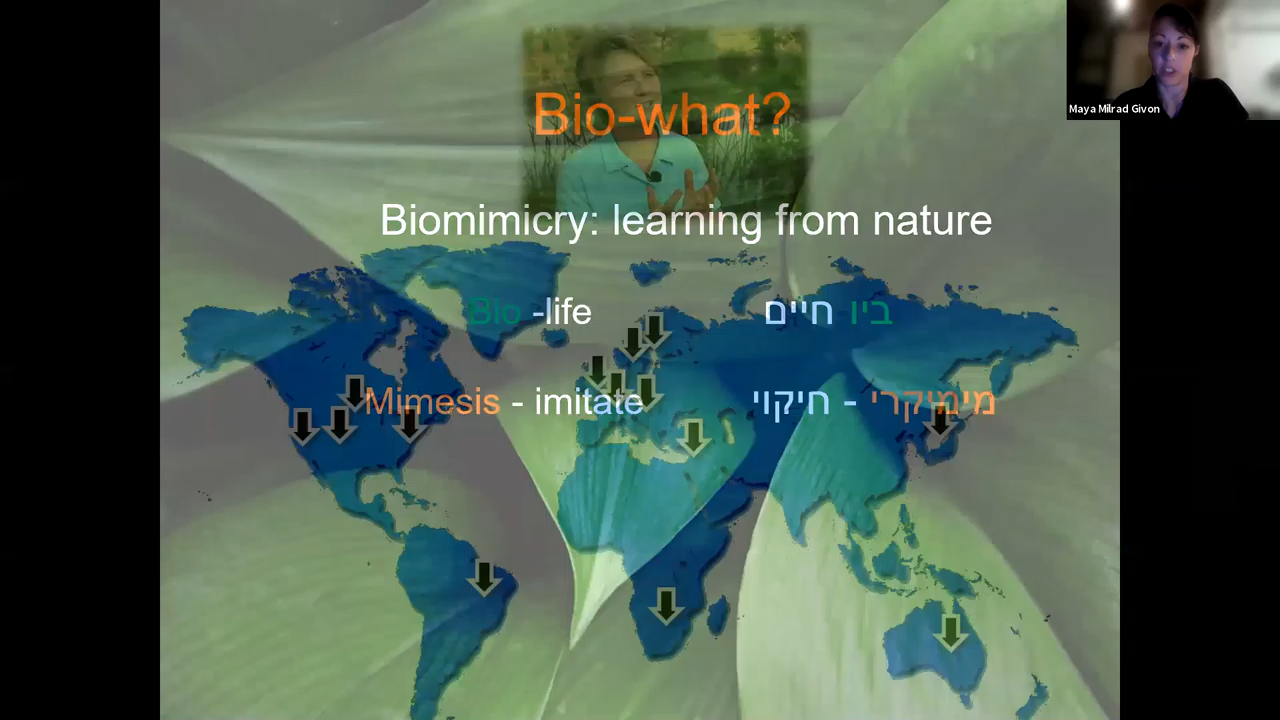 Maya Milrad Givon
Bio-what?
Biomimicry: learning from nature
Bio -life
ביו חיים
Mimesis - imitate
מימיקרי - חיקוי